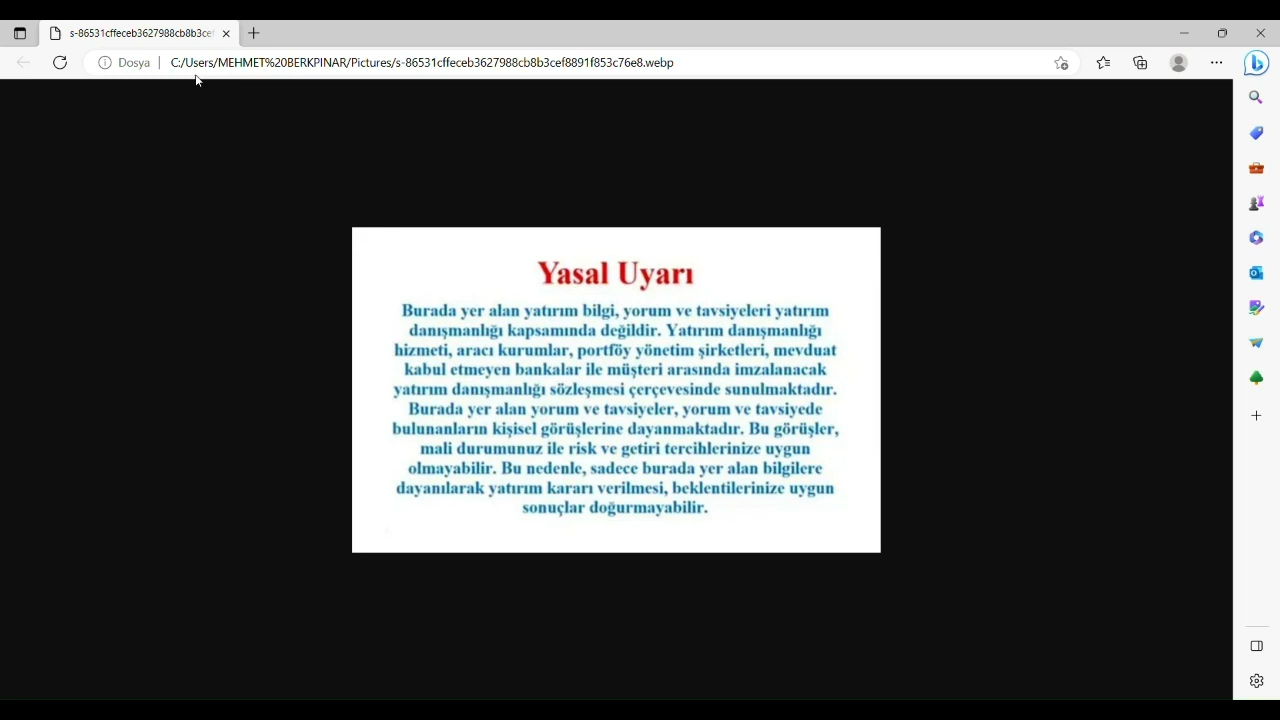 s-86531cffeceb3627988cb8b3cef
Dosya
C:/Users/MEHMET%20BERKPINAR/Pictures/s-86531cffeceb3627988cb8b3cef8891f853c76e8.webp
Yasal Uyarı
Burada yer alan yatırım bilgi, yorum ve tavsiyeleri yatırım
danışmanlığı kapsamında değildir. Yatırım danışmanlığı
hizmeti, aracı kurumlar, portföy yönetim şirketleri, mevduat
kabul etmeyen bankalar ile müşteri arasında imzalanacak
yatırım danışmanlığı sözleşmesi çerçevesinde sunulmaktadır.
Burada yer alan yorum ve tavsiyeler, yorum ve tavsiyede
bulunanların kişisel görüşlerine dayanmaktadır. Bu görüşler,
mali durumunuz ile risk ve getiri tercihlerinize uygun
olmayabilir. Bu nedenle, sadece burada yer alan bilgilere
dayanılarak yatırım kararı verilmesi, beklentilerinize uygun
sonuçlar doğurmayabilir.